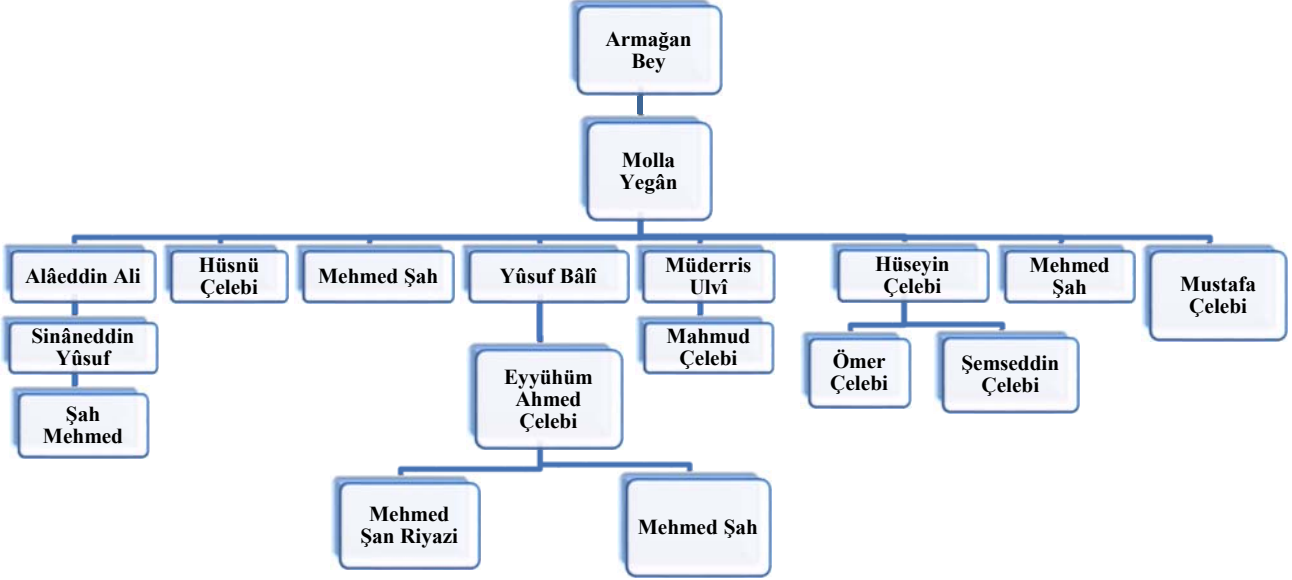 Armağan
Bey
Molla
Yegân
Alâeddin Ali
Hüsnü
Çelebi
Mehmed Şah
Yûsuf Bâlî
Müderris
Ulvî
Hüseyin
Çelebi
Mehmed
Şah
Mustafa
Çelebi
Sinâneddin
Yûsuf
Mahmud
Çelebi
Ömer
Çelebi
Şemseddin
Çelebi
Eyyühüm
Ahmed
Çelebi
Şah
Mehmed
Mehmed
Şan Riyazi
Mehmed Şah